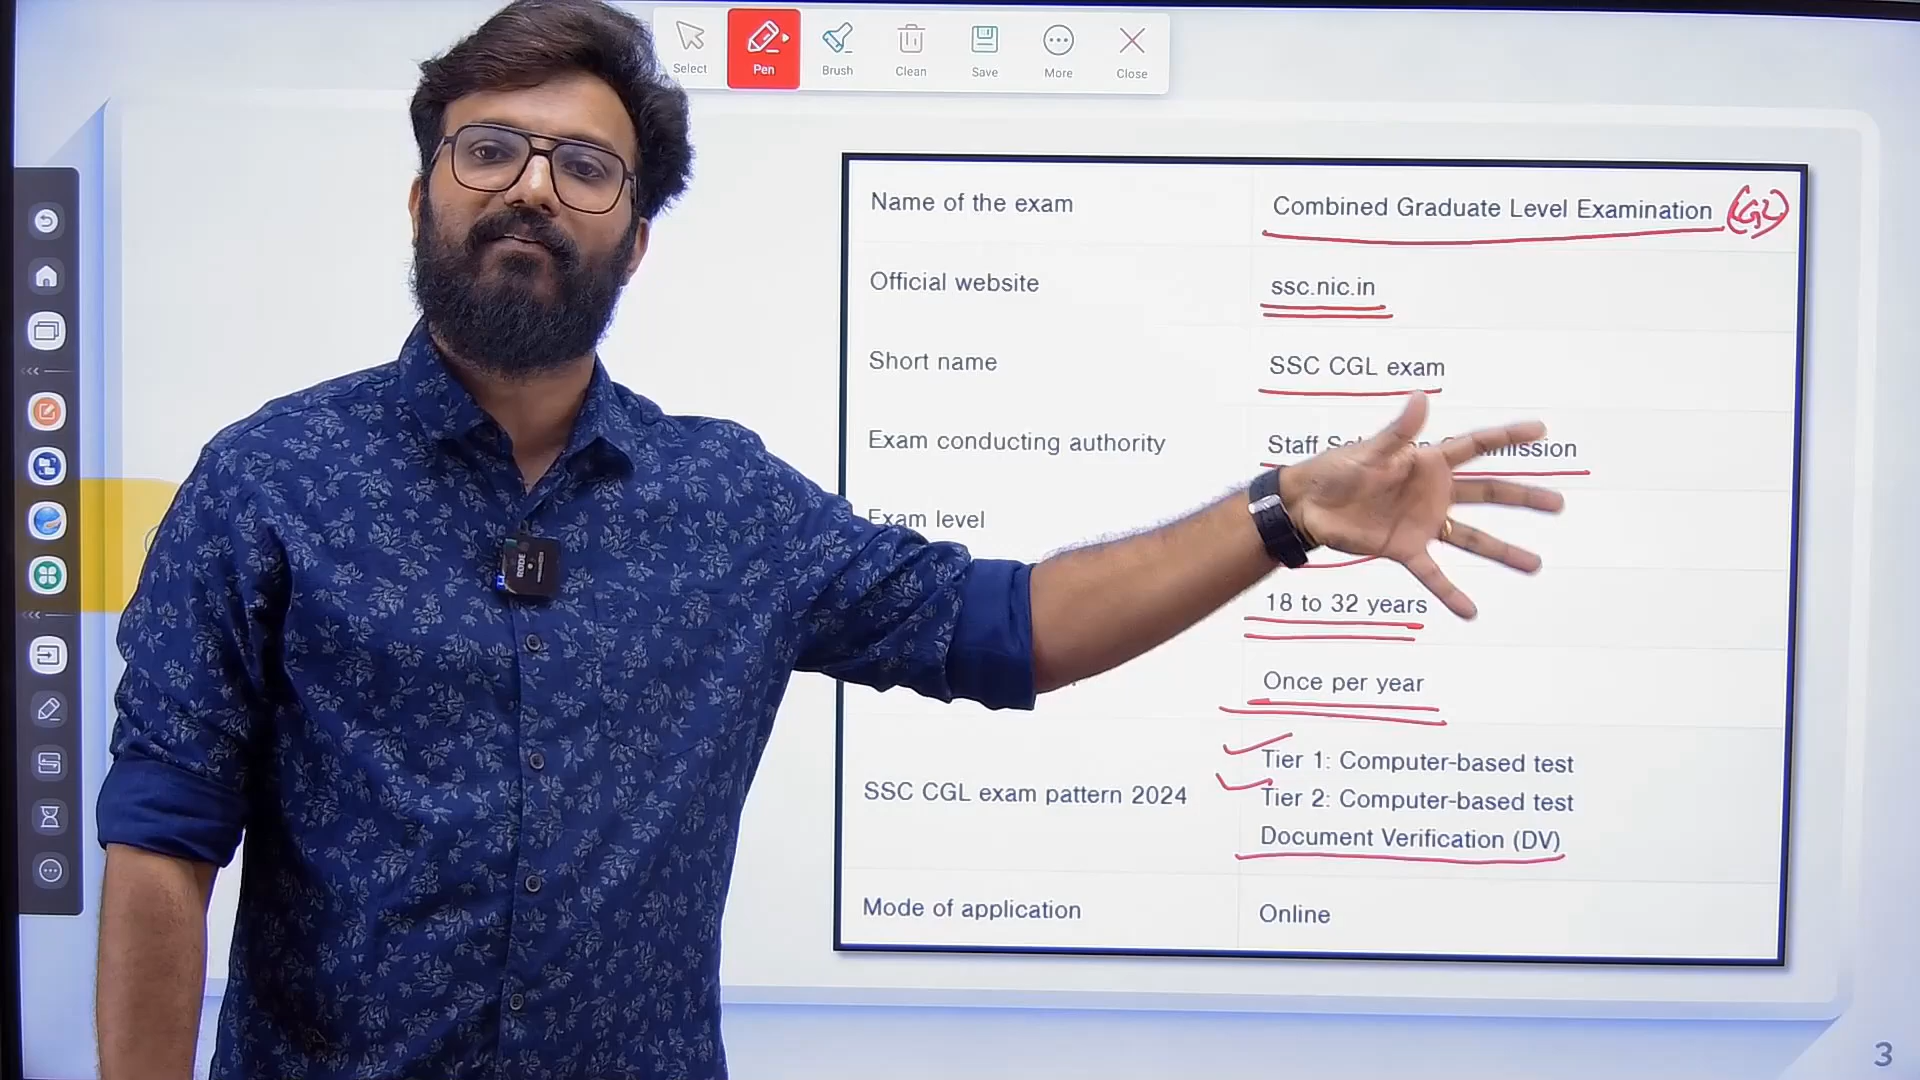 Select
Pen
Brush
Clean
Save
More
Close
Name of the exam
Combined Graduate Level Examination (CGL)
Official website
ssc.nic.in
Short name
SSC CGL exam
Exam conducting authority
Staff
Exam level
18 to 32 years
Once per year
SSC CGL exam pattern 2024
Tier 1: Computer-based test
Tier 2: Computer-based test
Document Verification (DV)
Mode of application
Online
RODE
3